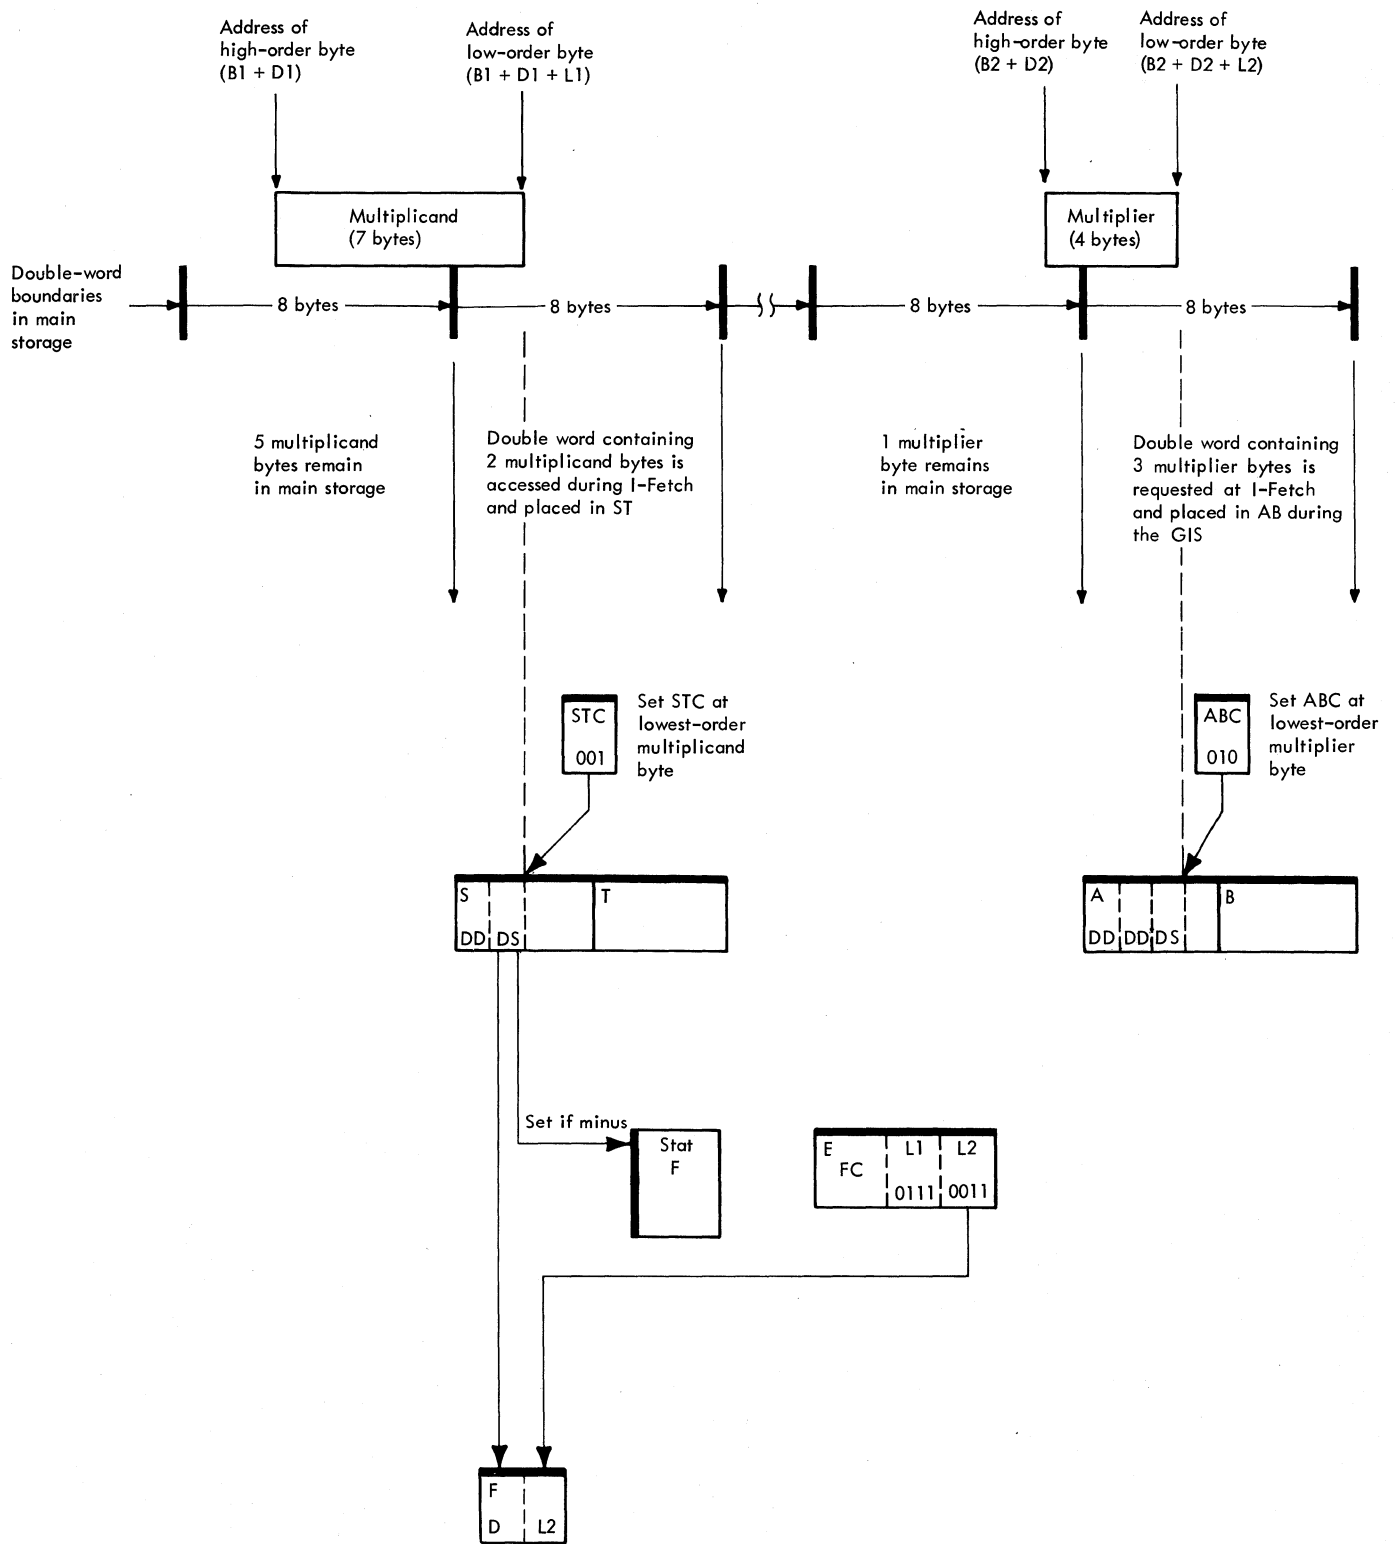 Address of
high-order byte
(B1 + D1)
Address of
low-order byte
(B1 + D1 + L1)
Address of
high-order byte
(B2 + D2)
Address of
low-order byte
(B2 + D2 + L2)
Multiplicand
(7 bytes)
Multiplier
(4 bytes)
Double-word
boundaries
in main
storage
8 bytes
8 bytes
8 bytes
8 bytes
5 multiplicand
bytes remain
in main storage
Double word containing
2 multiplicand bytes is
accessed during I-Fetch
and placed in ST
1 multiplier
byte remains
in main storage
Double word containing
3 multiplier bytes is
requested at I-Fetch
and placed in AB during
the GIS
STC
001
Set STC at
lowest-order
multiplicand
byte
ABC
010
Set ABC at
lowest-order
multiplier
byte
S T
DD DS
A B
DD DD DS
Set if minus
Stat
F
E L1 L2
FC
0111 0011
F
D L2